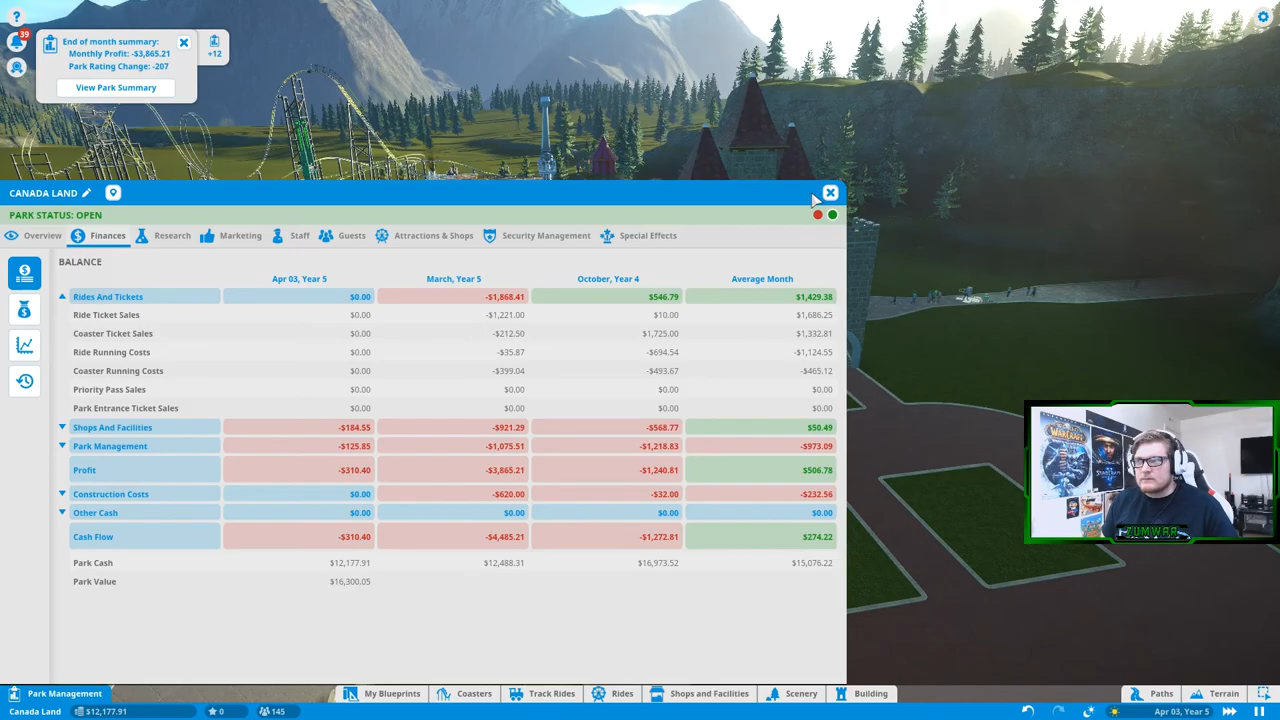 39
End of month summary:
Monthly Profit: -$3,865.21
Park Rating Change: -207
View Park Summary
+12
CANADA LAND
PARK STATUS: OPEN
Overview Finances Research Marketing Staff Guests Attractions & Shops Security Management Special Effects
BALANCE
Apr 03, Year 5 March, Year 5 October, Year 4 Average Month
Rides And Tickets $0.00 -$1,868.41 $546.79 $1,429.38
Ride Ticket Sales $0.00 -$1,221.00 $10.00 $1,686.25
Coaster Ticket Sales $0.00 -$212.50 $1,725.00 $1,332.81
Ride Running Costs $0.00 -$35.87 -$694.54 -$1,124.55
Coaster Running Costs $0.00 -$399.04 -$493.67 -$465.12
Priority Pass Sales $0.00 $0.00 $0.00 $0.00
Park Entrance Ticket Sales $0.00 $0.00 $0.00 $0.00
Shops And Facilities -$184.55 -$921.29 -$568.77 $50.49
Park Management -$125.85 -$1,075.51 -$1,218.83 -$973.09
Profit -$310.40 -$3,865.21 -$1,240.81 $506.78
Construction Costs $0.00 -$620.00 -$32.00 -$232.56
Other Cash $0.00 $0.00 $0.00 $0.00
Cash Flow -$310.40 -$4,485.21 -$1,272.81 $274.22
Park Cash $12,177.91 $12,488.31 $16,973.52 $15,076.22
Park Value $16,300.05
WARCRAFT
STARCRAFT
ZUMWAR
Park Management My Blueprints Coasters Track Rides Rides Shops and Facilities Scenery Building Paths Terrain
Canada Land $12,177.91 0 145 Apr 03, Year 5